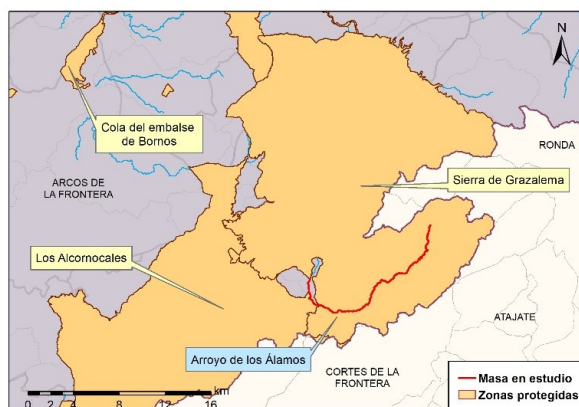 N
Cola del embalse
de Bornos
RONDA
ARCOS DE
LA FRONTERA
Sierra de Grazalema
Los Alcornocales
Arroyo de los Álamos
ATAJATE
CORTES DE LA
FRONTERA
km
0 2 4 8 12 16
Masa en estudio
Zonas protegidas